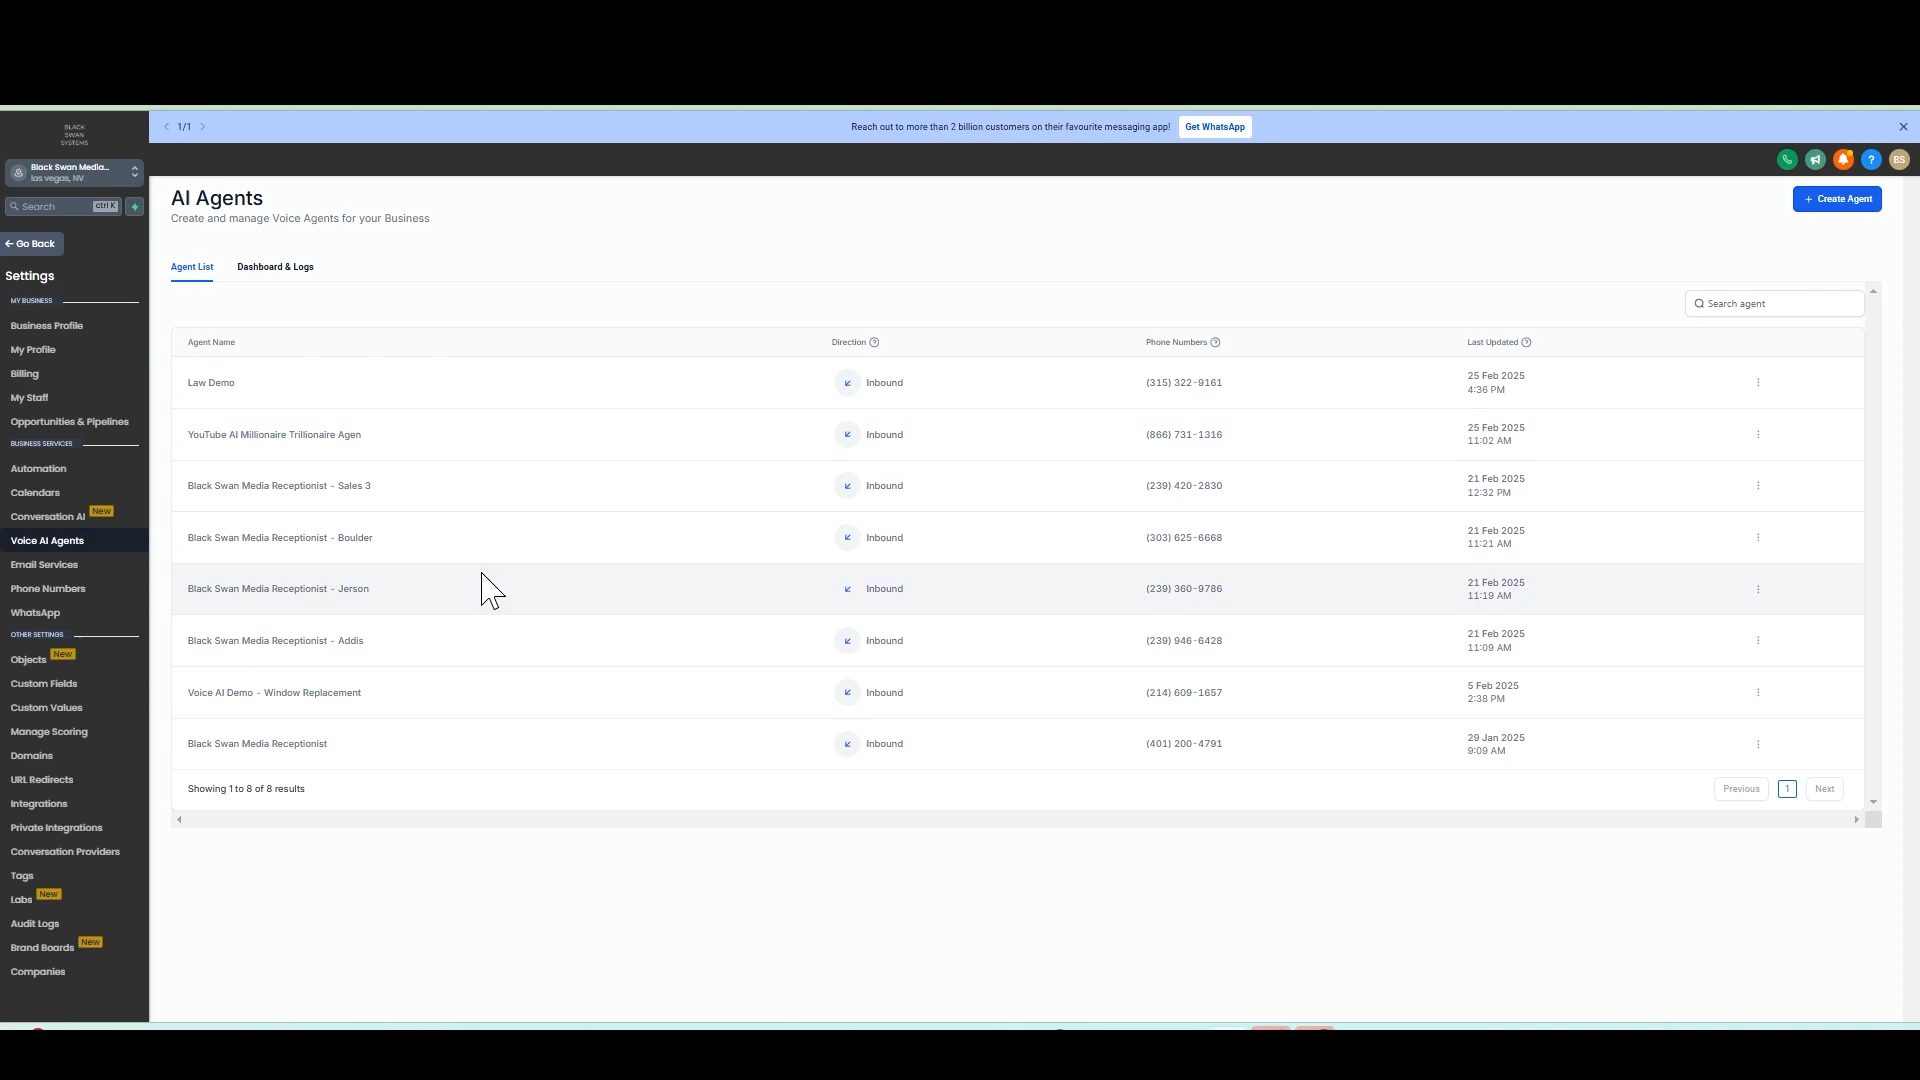 BLACK
SWAN
SYSTEMS
Black Swan Media...
las vegas, NV
Search
ctrl K
Go Back
Settings
MY BUSINESS
Business Profile
My Profile
Billing
My Staff
Opportunities & Pipelines
BUSINESS SERVICES
Automation
Calendars
Conversation AI New
Voice AI Agents
Email Services
Phone Numbers
WhatsApp
OTHER SETTINGS
Objects New
Custom Fields
Custom Values
Manage Scoring
Domains
URL Redirects
Integrations
Private Integrations
Conversation Providers
Tags
Labs New
Audit Logs
Brand Boards New
Companies
1/1
Reach out to more than 2 billion customers on their favourite messaging app! Get WhatsApp
BS
AI Agents
Create and manage Voice Agents for your Business
+ Create Agent
Agent List Dashboard & Logs
Search agent
Agent Name Direction Phone Numbers Last Updated
Law Demo Inbound (315) 322-9161 25 Feb 2025
4:36 PM
YouTube AI Millionaire Trillionaire Agen Inbound (866) 731-1316 25 Feb 2025
11:02 AM
Black Swan Media Receptionist - Sales 3 Inbound (239) 420-2830 21 Feb 2025
12:32 PM
Black Swan Media Receptionist - Boulder Inbound (303) 625-6668 21 Feb 2025
11:21 AM
Black Swan Media Receptionist - Jerson Inbound (239) 360-9786 21 Feb 2025
11:19 AM
Black Swan Media Receptionist - Addis Inbound (239) 946-6428 21 Feb 2025
11:09 AM
Voice AI Demo - Window Replacement Inbound (214) 609-1657 5 Feb 2025
2:38 PM
Black Swan Media Receptionist Inbound (401) 200-4791 29 Jan 2025
9:09 AM
Showing 1 to 8 of 8 results
Previous 1 Next